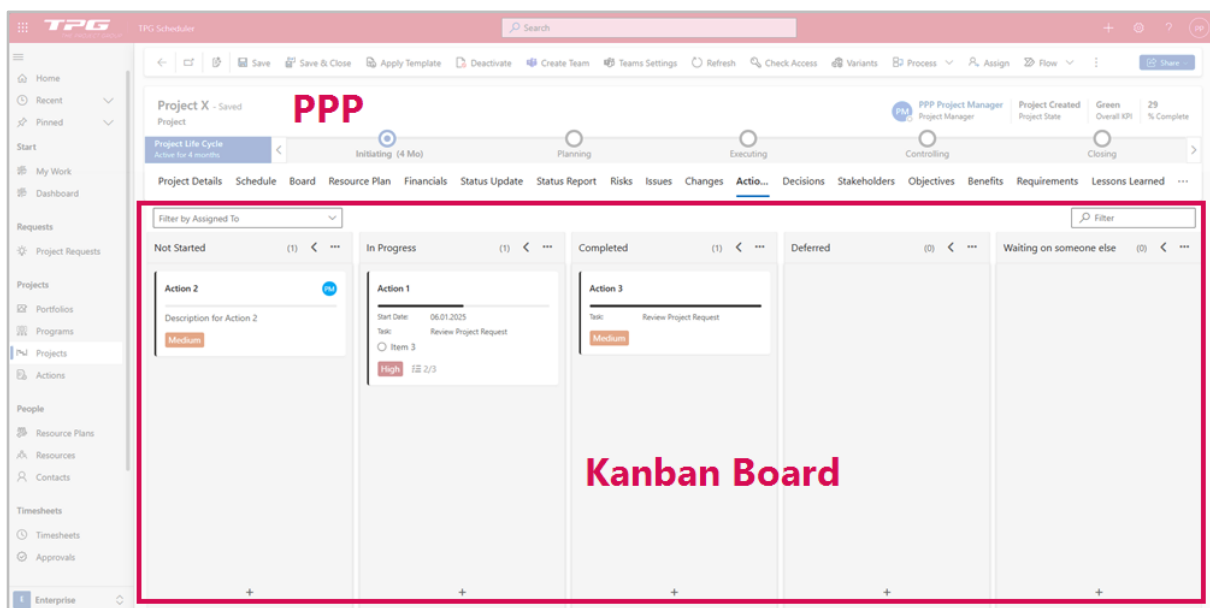 TPG TPG Scheduler Search PP
Save Save & Close Apply Template Deactivate Create Team Teams Settings Refresh Check Access Variants Process Assign Flow Share
Home
Recent
Pinned
Start
My Work
Dashboard
Requests
Project Requests
Projects
Portfolios
Programs
Projects
Actions
People
Resource Plans
Resources
Contacts
Timesheets
Timesheets
Approvals
Enterprise
Project X - Saved
Project
PPP
PM PPP Project Manager
Project Manager
Project Created
Project State
Green
Overall KPI
29
% Complete
Project Life Cycle
Active for 4 months
Initiating (4 Mo) Planning Executing Controlling Closing
Project Details Schedule Board Resource Plan Financials Status Update Status Report Risks Issues Changes Actio... Decisions Stakeholders Objectives Benefits Requirements Lessons Learned ...
Filter by Assigned To
Filter
Not Started (1) ...
Action 2 PM
Description for Action 2
Medium
+
In Progress (1) ...
Action 1
Start Date: 06.01.2025
Task: Review Project Request
Item 3
High 2/3
+
Completed (1) ...
Action 3
Task: Review Project Request
Medium
+
Deferred (0) ...
+
Waiting on someone else (0) ...
+
Kanban Board